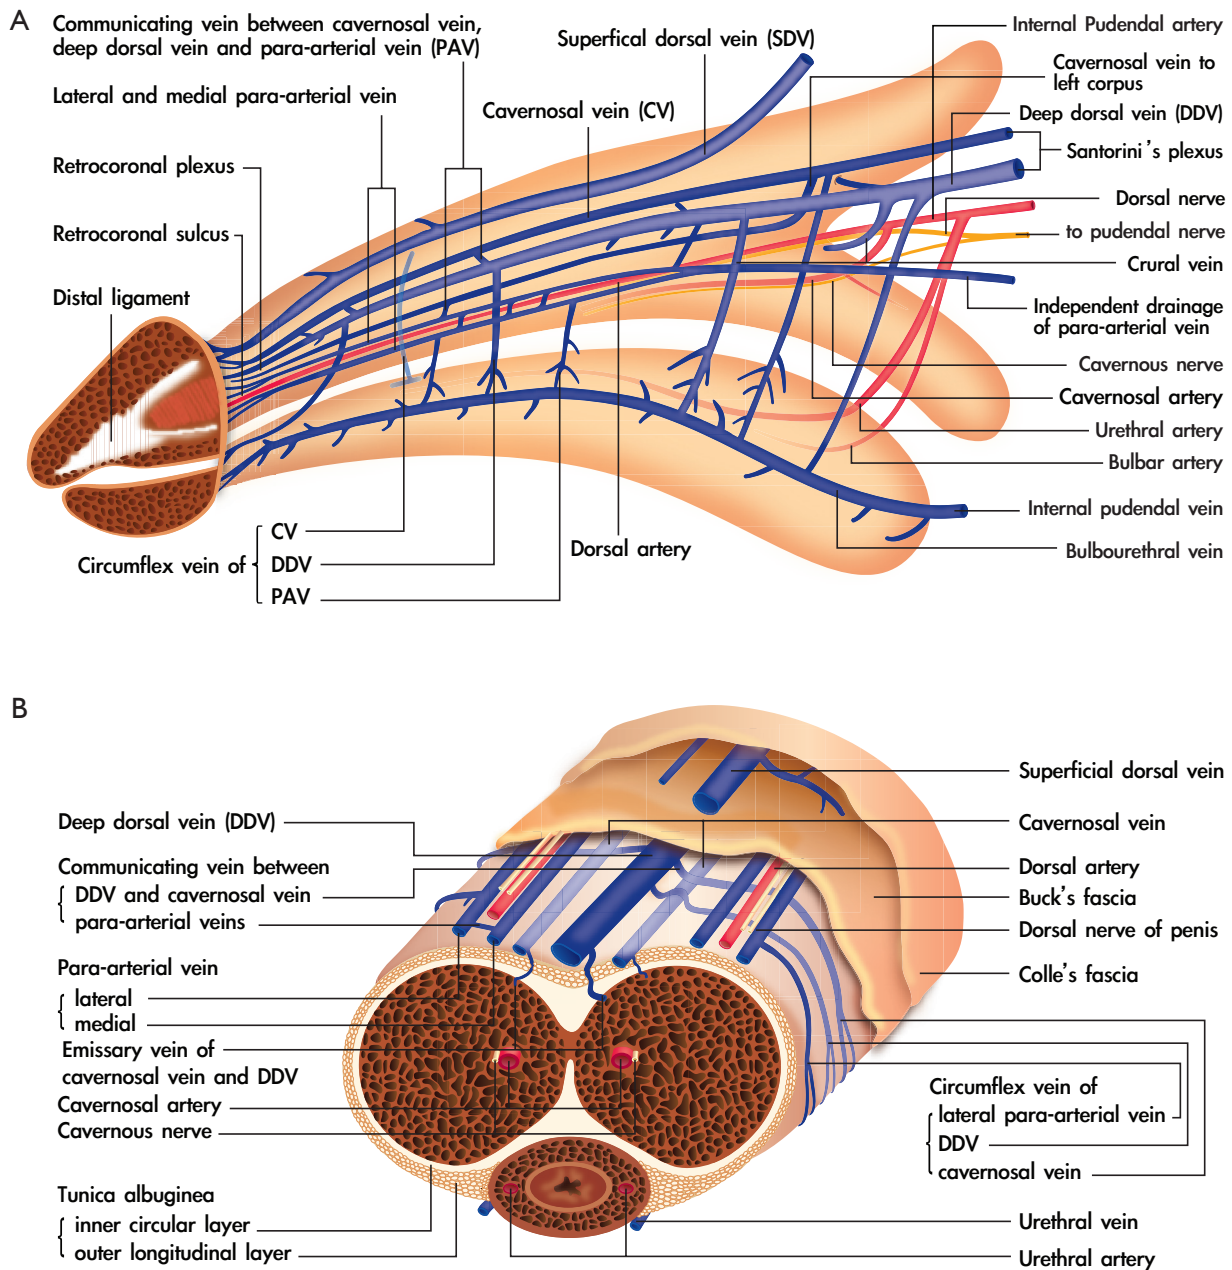 A
Communicating vein between cavernosal vein,
deep dorsal vein and para-arterial vein (PAV)
Lateral and medial para-arterial vein
Retrocoronal plexus
Retrocoronal sulcus
Distal ligament
Superfical dorsal vein (SDV)
Cavernosal vein (CV)
Internal Pudendal artery
Cavernosal vein to
left corpus
Deep dorsal vein (DDV)
Santorini's plexus
Dorsal nerve
to pudendal nerve
Crural vein
Independent drainage
of para-arterial vein
Cavernous nerve
Cavernosal artery
Urethral artery
Bulbar artery
Internal pudendal vein
Bulbourethral vein
Circumflex vein of
CV
DDV
PAV
Dorsal artery
B
Deep dorsal vein (DDV)
Communicating vein between
DDV and cavernosal vein
para-arterial veins
Para-arterial vein
lateral
medial
Emissary vein of
cavernosal vein and DDV
Cavernosal artery
Cavernous nerve
Tunica albuginea
inner circular layer
outer longitudinal layer
Superficial dorsal vein
Cavernosal vein
Dorsal artery
Buck's fascia
Dorsal nerve of penis
Colle's fascia
Circumflex vein of
lateral para-arterial vein
DDV
cavernosal vein
Urethral vein
Urethral artery